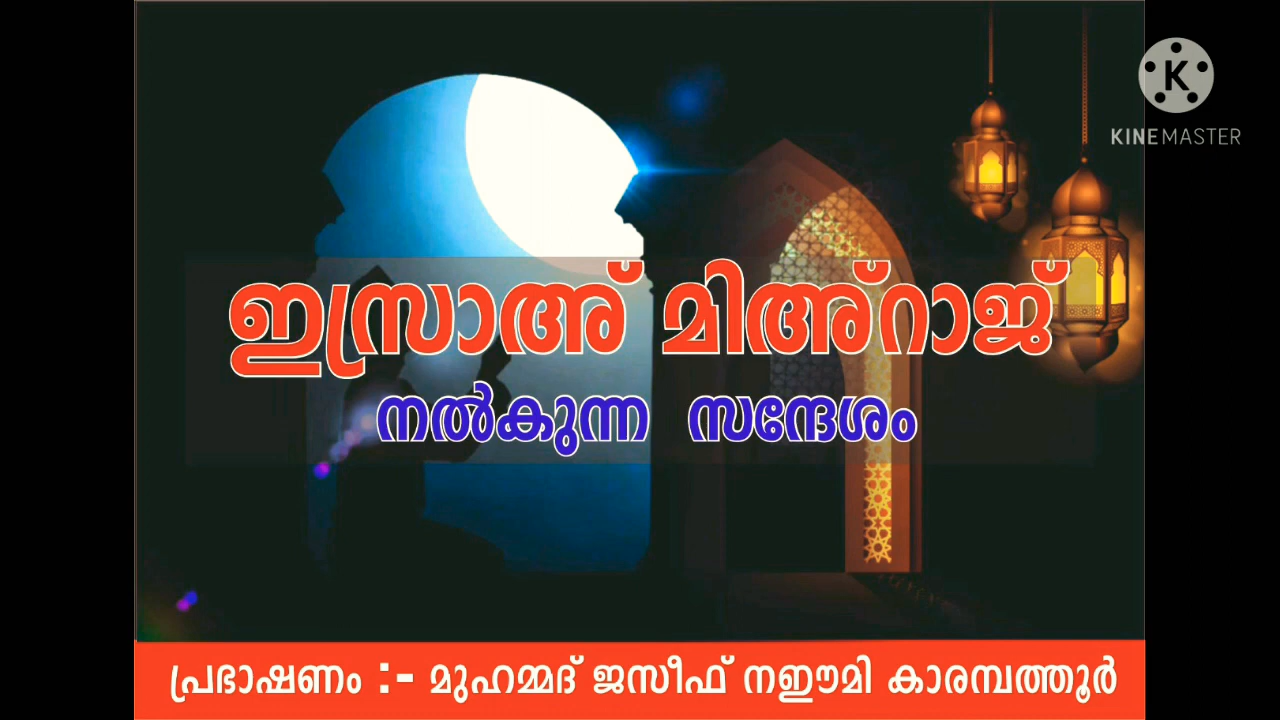 KINEMASTER
ഇസ്രാഅ് മിഅ്റാജ്
നൽകുന്ന സന്ദേശം
പ്രഭാഷണം :- മുഹമ്മദ് ജസീഫ് നഈമി കാരമ്പത്തൂർ